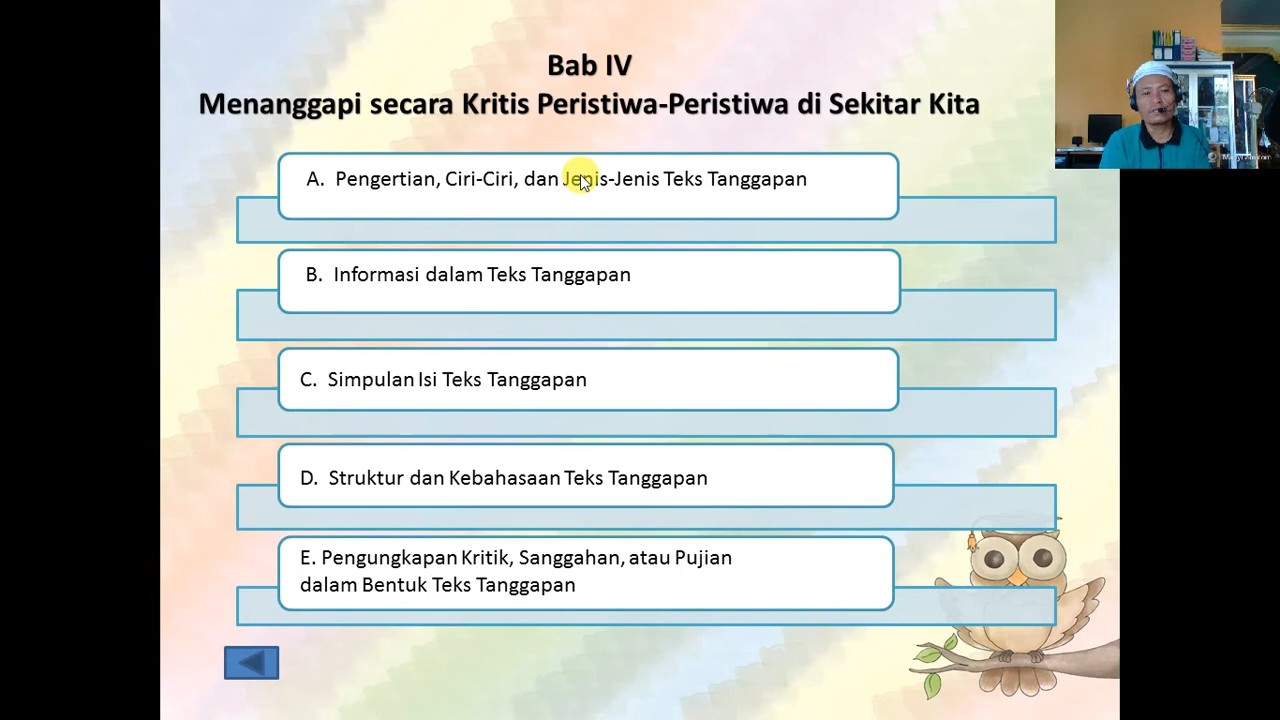 Bab IV
Menanggapi secara Kritis Peristiwa-Peristiwa di Sekitar Kita
A. Pengertian, Ciri-Ciri, dan Jenis-Jenis Teks Tanggapan
B. Informasi dalam Teks Tanggapan
C. Simpulan Isi Teks Tanggapan
D. Struktur dan Kebahasaan Teks Tanggapan
E. Pengungkapan Kritik, Sanggahan, atau Pujian
dalam Bentuk Teks Tanggapan